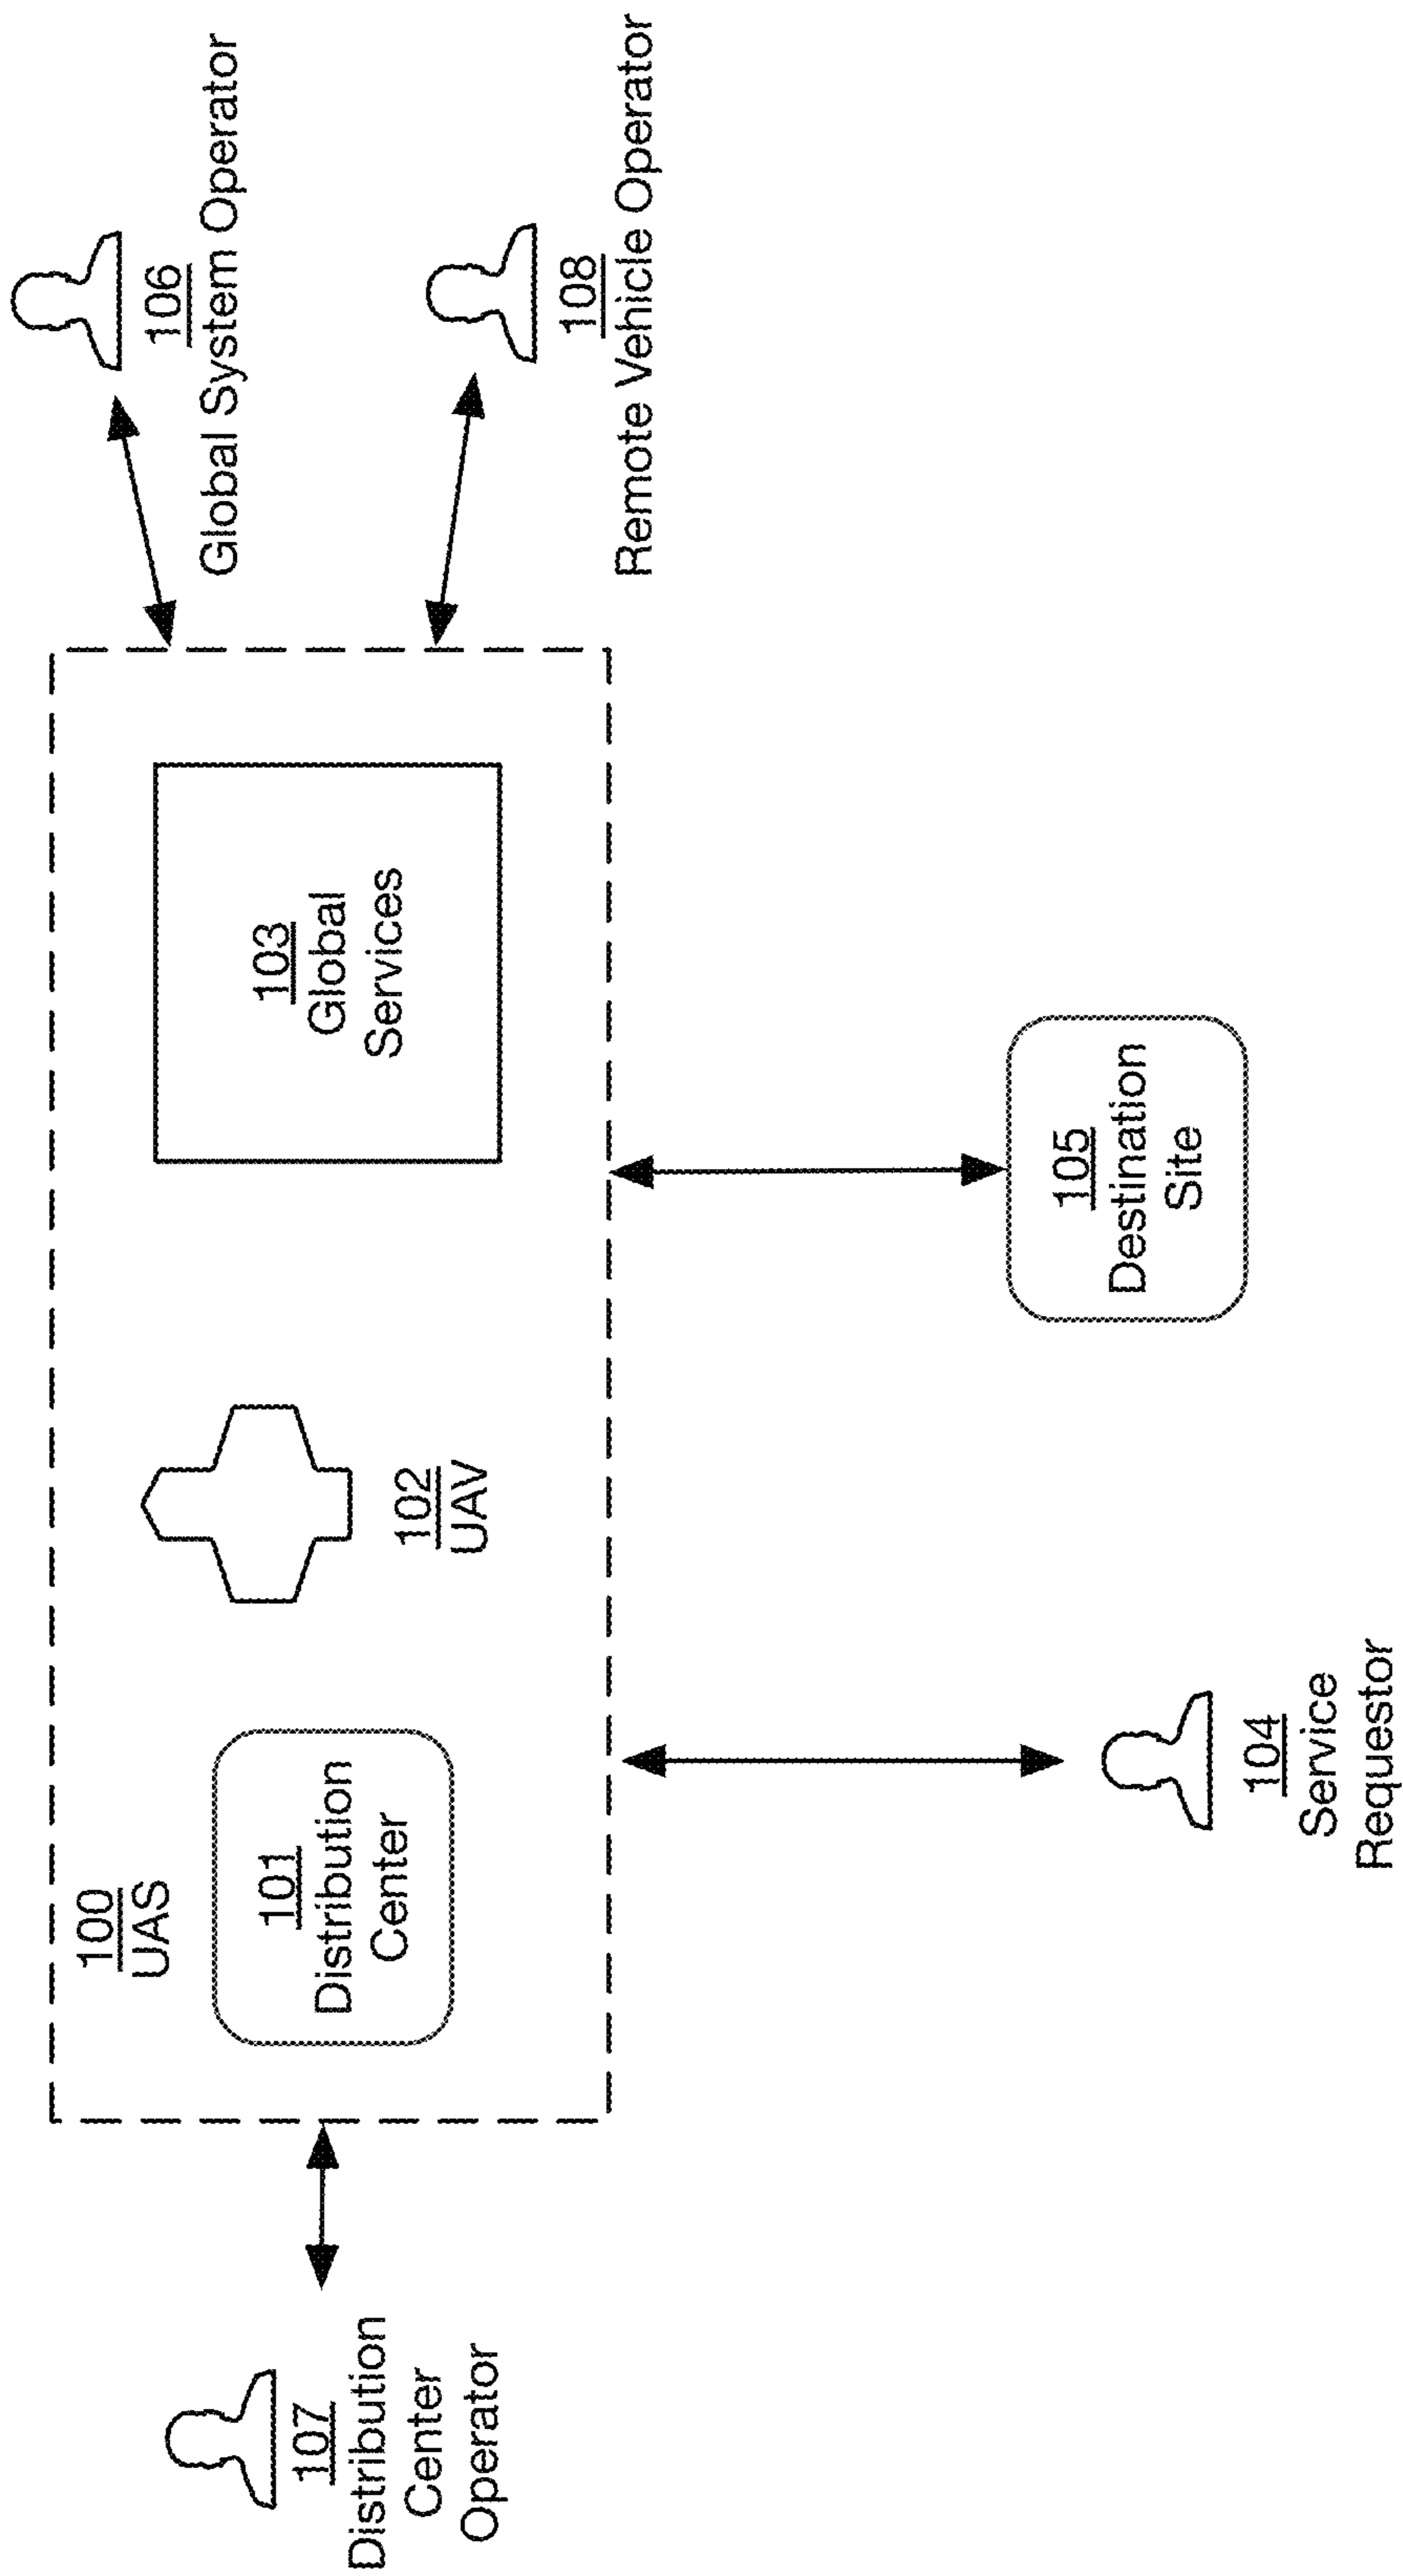 106
Global System Operator
108
Remote Vehicle Operator
100
UAS
101
Distribution
Center
102
UAV
103
Global
Services
107
Distribution
Center
Operator
104
Service
Requestor
105
Destination
Site